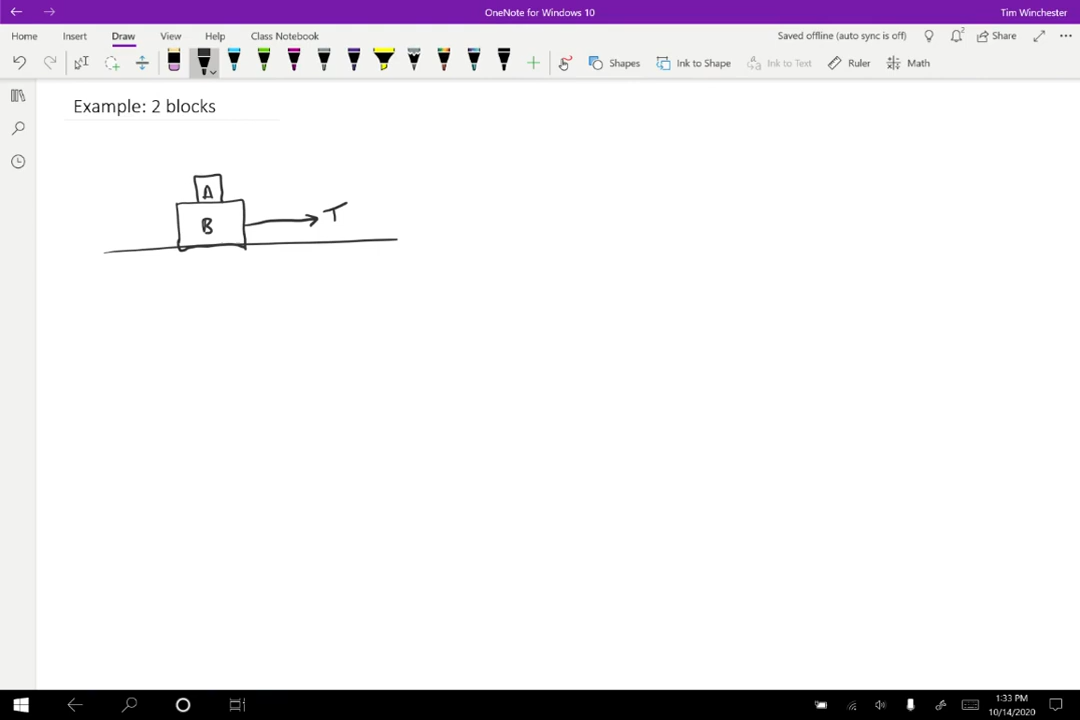 OneNote for Windows 10
Tim Winchester
Home Insert Draw View Help Class Notebook
Saved offline (auto sync is off)
Share
Shapes
Ink to Shape
Ink to Text
Ruler
Math
Example: 2 blocks
A
B
T
1:33 PM
10/14/2020